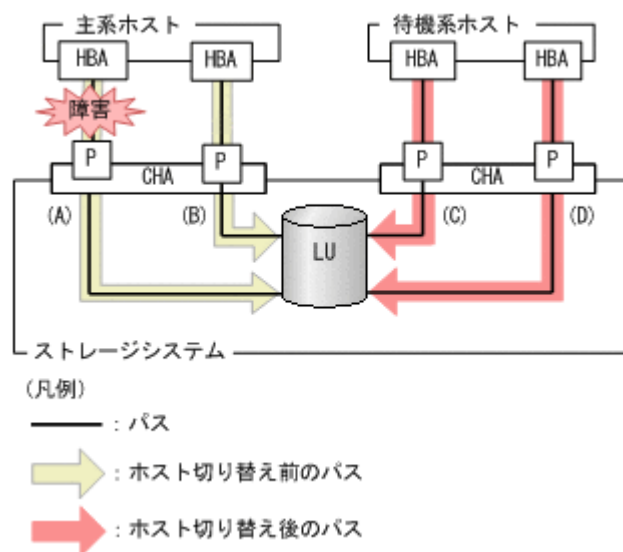 主系ホスト
待機系ホスト
HBA
HBA
HBA
HBA
障害
P
P
P
P
CHA
CHA
(A)
(B)
(C)
(D)
LU
ストレージシステム
(凡例)
：パス
：ホスト切り替え前のパス
：ホスト切り替え後のパス